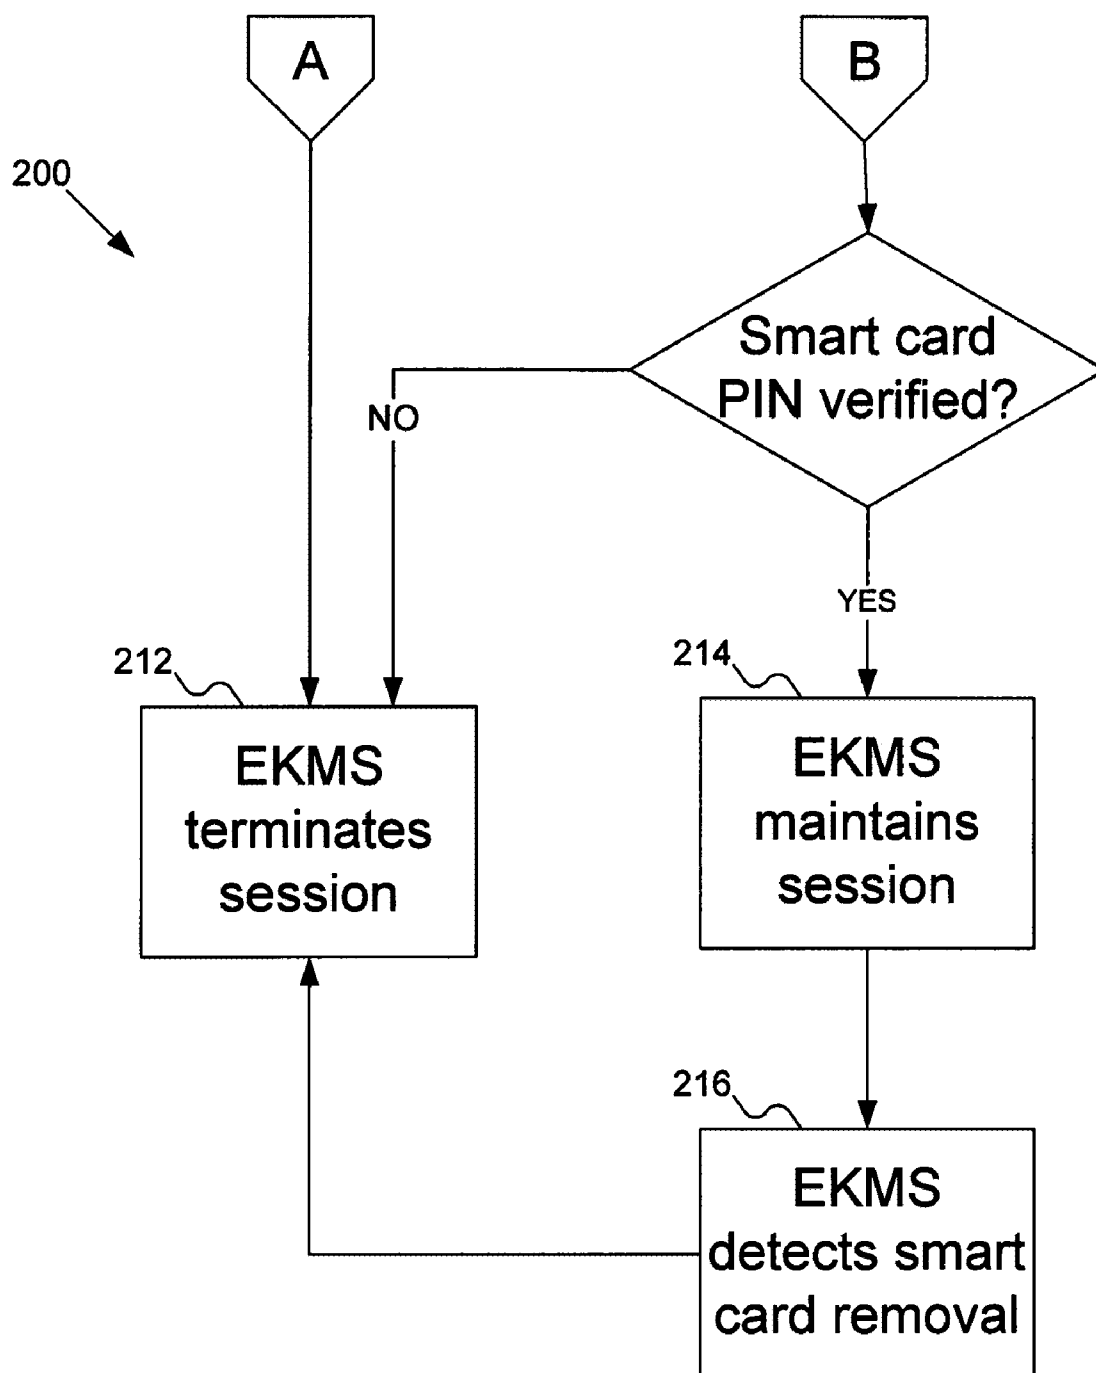 A
B
200
Smart card
PIN verified?
NO
YES
212
214
EKMS
terminates
session
EKMS
maintains
session
216
EKMS
detects smart
card removal